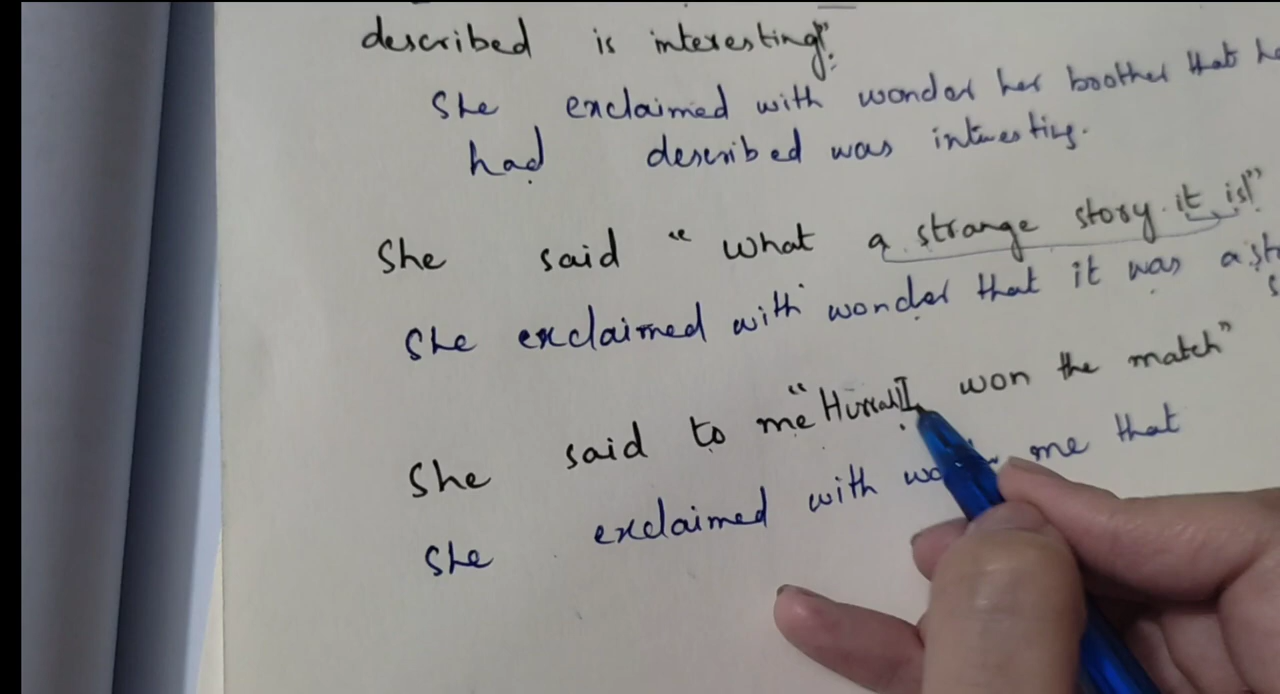 described is interesting!"
She exclaimed with wonder her boother that he
had described was interesting.
She said " what a strange story it is!"
She exclaimed with wonder that it was a
She said to me "Hurrah! I won the match"
She exclaimed with me that